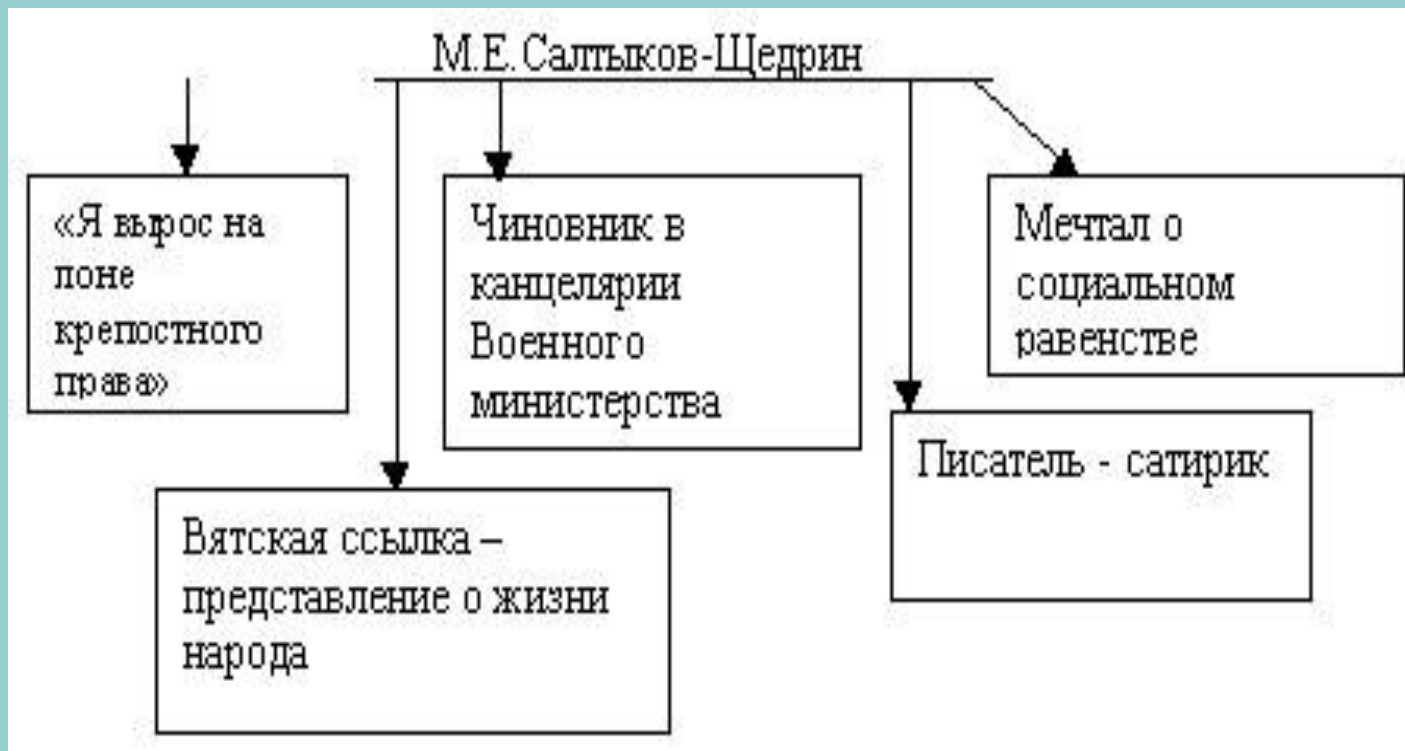 М.Е.Салтыков-Щедрин
«Я вырос на
лоне
крепостного
права»
Чиновник в
канцелярии
Военного
министерства
Мечтал о
социальном
равенстве
Вятская ссылка –
представление о жизни
народа
Писатель - сатирик